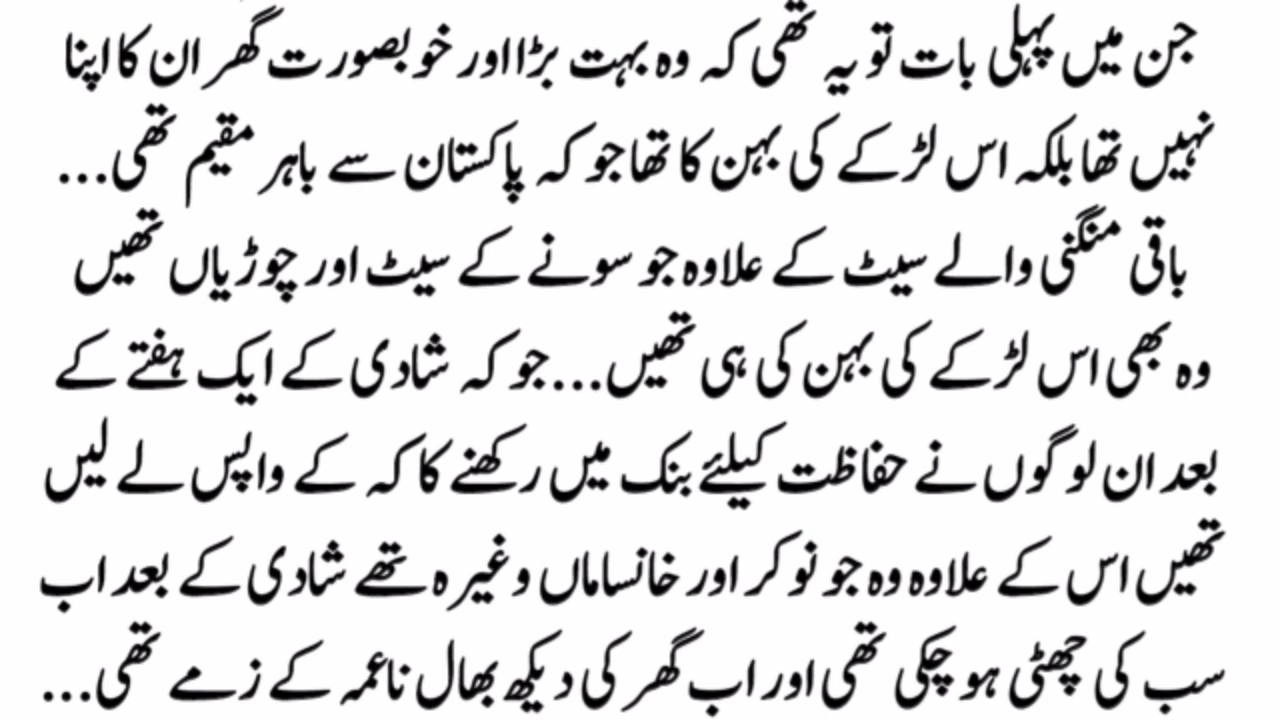 جن میں پہلی بات تو یہ تھی کہ وہ بہت بڑا اور خوبصورت گھر ان کا اپنا
نہیں تھا بلکہ اس لڑکے کی بہن کا تھا جو کہ پاکستان سے باہر مقیم تھی...
باقی منگنی والے سیٹ کے علاوہ جو سونے کے سیٹ اور چوڑیاں تھیں
وہ بھی اس لڑکے کی بہن کی ہی تھیں... جو کہ شادی کے ایک ہفتے کے
بعد ان لوگوں نے حفاظت کیلئے بنک میں رکھنے کا کہ کے واپس لے لیں
تھیں اس کے علاوہ وہ جو نوکر اور خانساماں وغیرہ تھے شادی کے بعد اب
سب کی چھٹی ہو چکی تھی اور اب گھر کی دیکھ بھال ناعمہ کے زمے تھی...